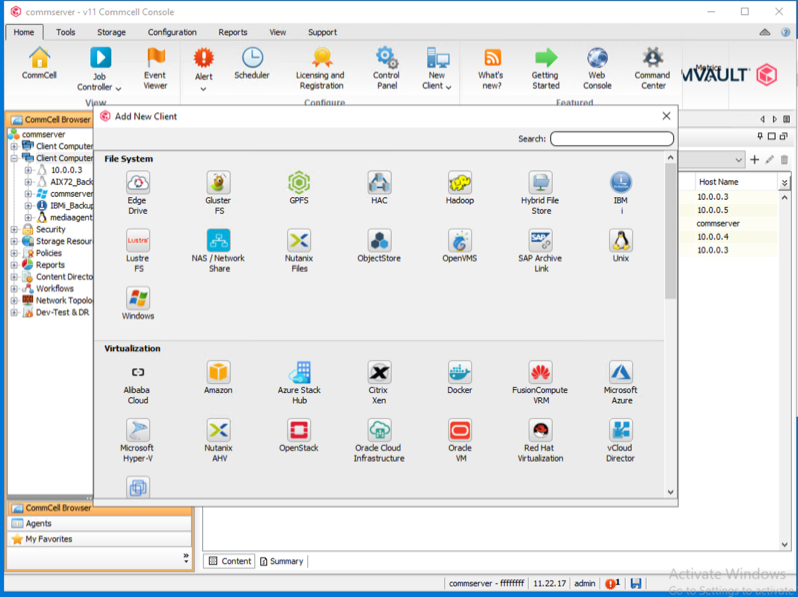 commserver - v11 Commcell Console
Home Tools Storage Configuration Reports View Support
CommCell
Job
Controller
Event
Viewer
Alert
Scheduler
Licensing and
Registration
Control
Panel
New
Client
What's
new?
Getting
Started
Web
Console
Command
Center
View
Configure
Featured
Metrics
MVAULT
CommCell Browser
commserver
Client Computer
Client Computer
10.0.0.3
AIX72_Back
commserver
IBMi_Backup
mediaagent
Security
Storage Resour
Policies
Reports
Content Directo
Workflows
Network Topolo
Dev-Test & DR
Add New Client
Search:
File System
Edge
Drive
Gluster
FS
GPFS
HAC
Hadoop
Hybrid File
Store
IBM
i
Lustre
Lustre
FS
NAS / Network
Share
Nutanix
Files
ObjectStore
OpenVMS
SAP
SAP Archive
Link
Unix
Windows
Virtualization
Alibaba
Cloud
Amazon
Azure Stack
Hub
Citrix
Xen
Docker
FusionCompute
VRM
Microsoft
Azure
Microsoft
Hyper-V
Nutanix
AHV
OpenStack
Oracle Cloud
Infrastructure
Oracle
VM
Red Hat
Virtualization
vCloud
Director
Host Name
10.0.0.3
10.0.0.5
commserver
10.0.0.4
10.0.0.3
CommCell Browser
Agents
My Favorites
Content Summary
commserver - ffffffff 11.22.17 admin 1
Activate Windows
Go to Settings to activate